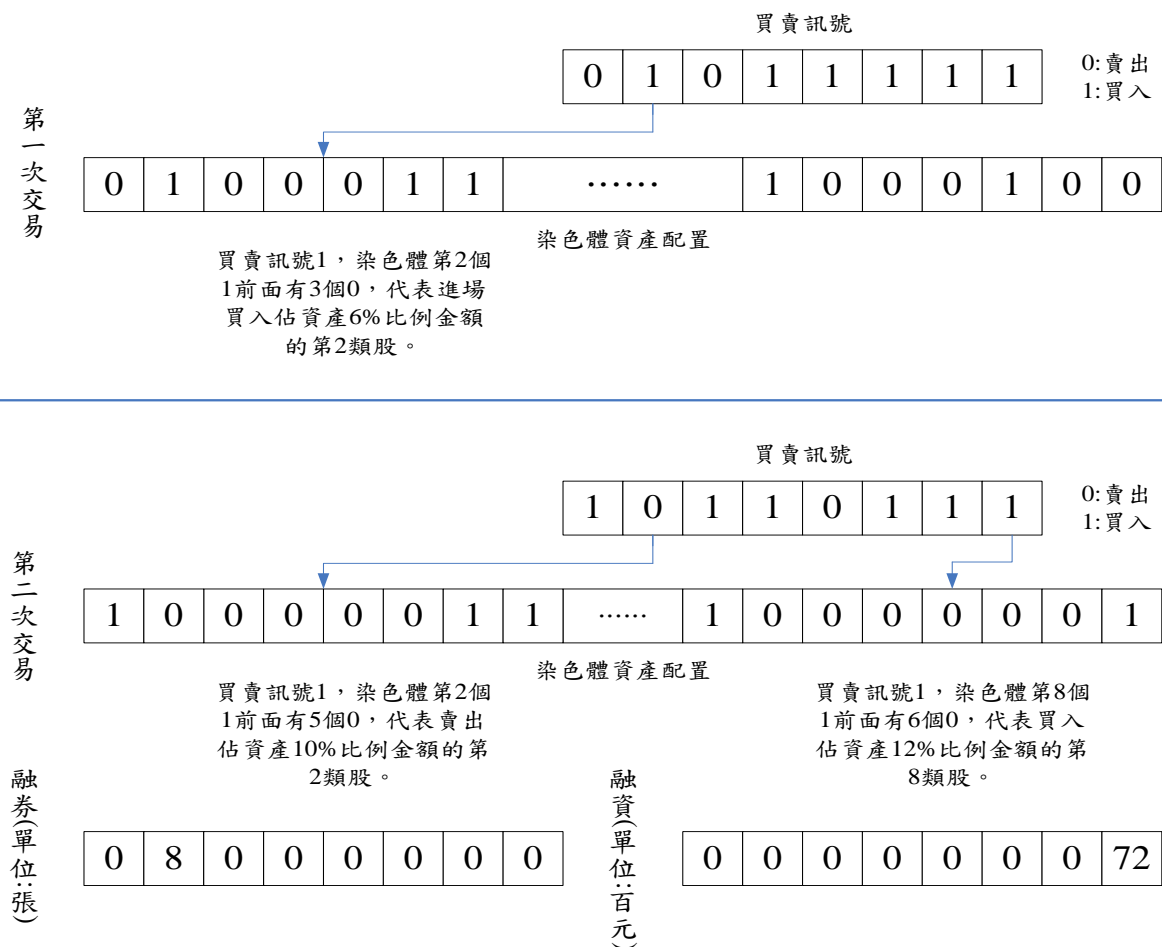 買賣訊號
0 1 0 1 1 1 1 1
0:賣出
1:買入
第一次交易
0 1 0 0 0 1 1 …… 1 0 0 0 1 0 0
染色體資產配置
買賣訊號1，染色體第2個
1前面有3個0，代表進場
買入佔資產6%比例金額
的第2類股。
買賣訊號
1 0 1 1 0 1 1 1
0:賣出
1:買入
第二次交易
1 0 0 0 0 0 1 1 …… 1 0 0 0 0 0 0 1
染色體資產配置
買賣訊號1，染色體第2個
1前面有5個0，代表賣出
佔資產10%比例金額的第
2類股。
買賣訊號1，染色體第8個
1前面有6個0，代表買入
佔資產12%比例金額的第
8類股。
融券(單位:張)
0 8 0 0 0 0 0 0
融資(單位:百元)
0 0 0 0 0 0 0 72